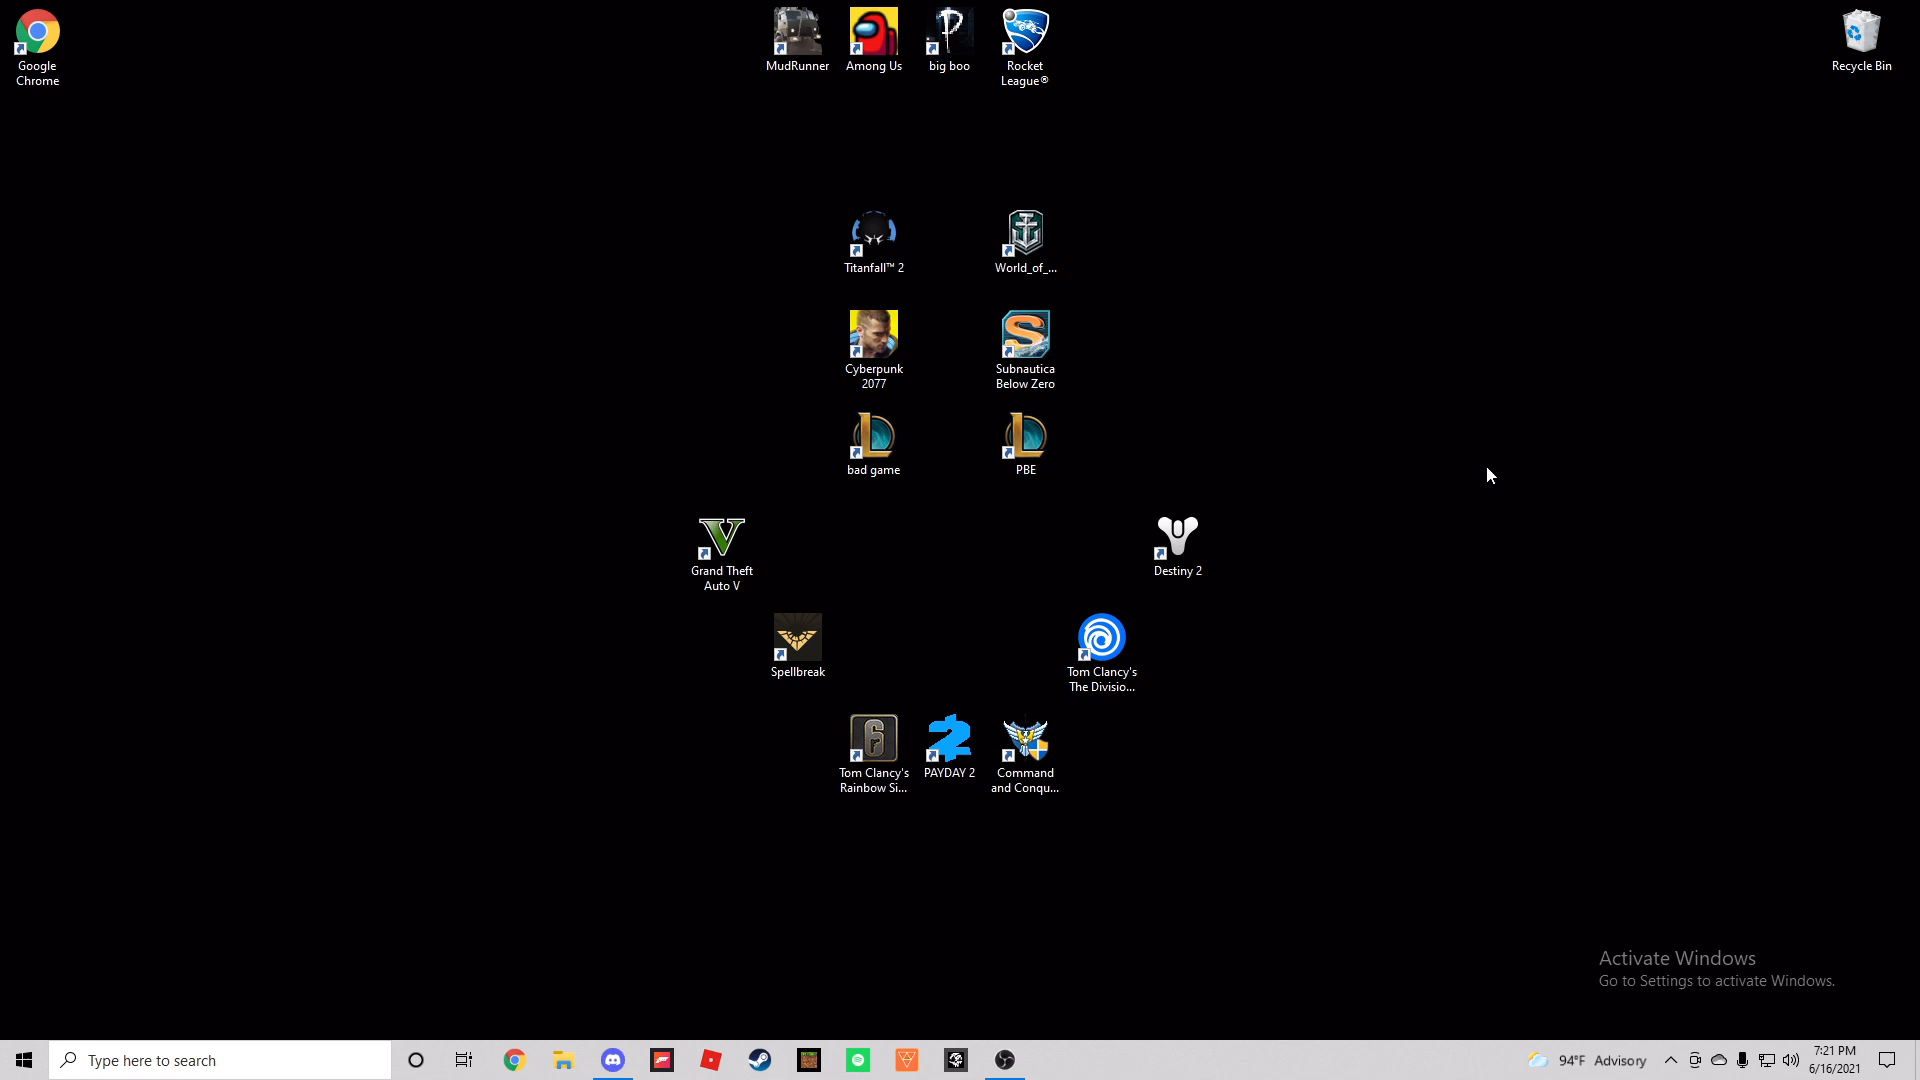 Google
Chrome
MudRunner
Among Us
big boo
Rocket
League®
Recycle Bin
Titanfall™ 2
World_of_...
Cyberpunk
2077
Subnautica
Below Zero
bad game
PBE
Grand Theft
Auto V
Destiny 2
Spellbreak
Tom Clancy's
The Divisio...
Tom Clancy's
Rainbow Si...
PAYDAY 2
Command
and Conqu...
Activate Windows
Go to Settings to activate Windows.
Type here to search
94°F Advisory
7:21 PM
6/16/2021